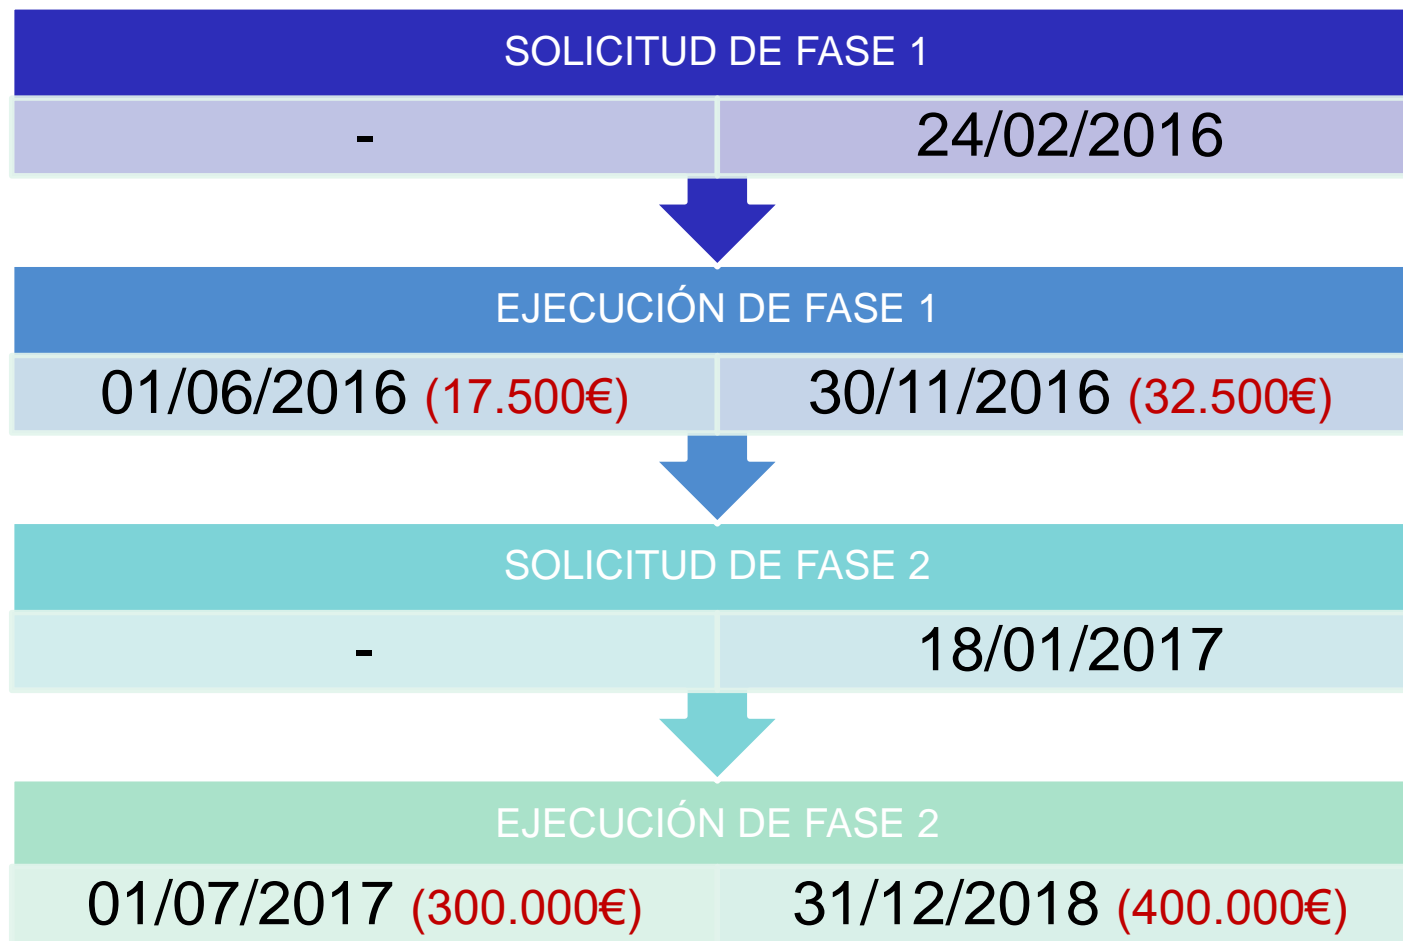 SOLICITUD DE FASE 1
- 24/02/2016
EJECUCIÓN DE FASE 1
01/06/2016 (17.500€) 30/11/2016 (32.500€)
SOLICITUD DE FASE 2
- 18/01/2017
EJECUCIÓN DE FASE 2
01/07/2017 (300.000€) 31/12/2018 (400.000€)